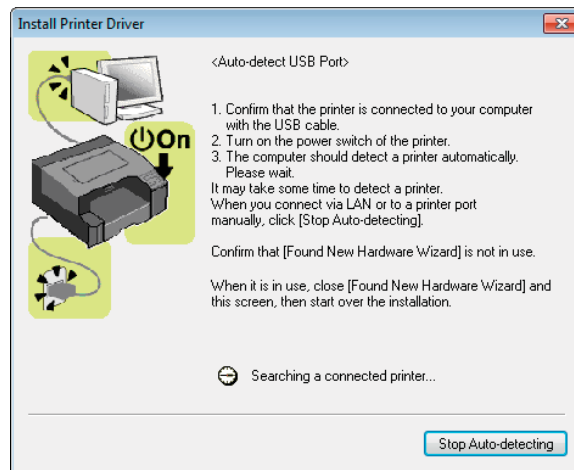 Install Printer Driver
<Auto-detect USB Port>
1. Confirm that the printer is connected to your computer
with the USB cable.
2. Turn on the power switch of the printer.
3. The computer should detect a printer automatically.
Please wait.
It may take some time to detect a printer.
When you connect via LAN or to a printer port
manually, click [Stop Auto-detecting].
On
Confirm that [Found New Hardware Wizard] is not in use.
When it is in use, close [Found New Hardware Wizard] and
this screen, then start over the installation.
Searching a connected printer...
Stop Auto-detecting